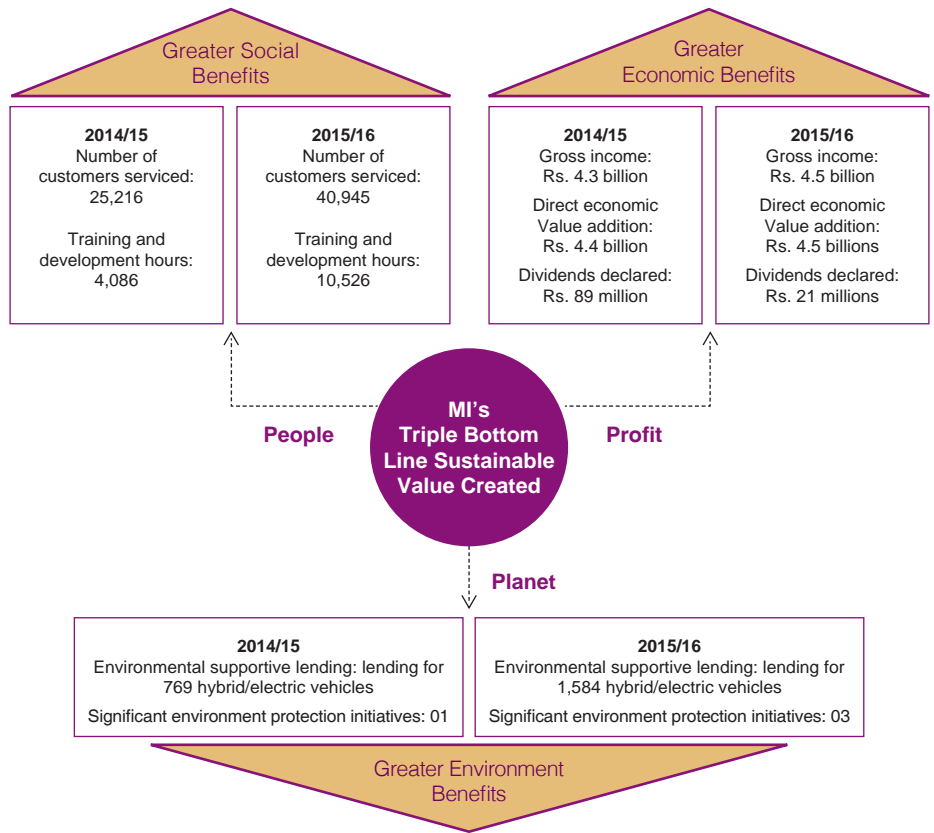 Greater Social
Benefits
2014/15
Number of
customers serviced:
25,216
Training and
development hours:
4,086
2015/16
Number of
customers serviced:
40,945
Training and
development hours:
10,526
Greater
Economic Benefits
2014/15
Gross income:
Rs. 4.3 billion
Direct economic
Value addition:
Rs. 4.4 billion
Dividends declared:
Rs. 89 million
2015/16
Gross income:
Rs. 4.5 billion
Direct economic
Value addition:
Rs. 4.5 billions
Dividends declared:
Rs. 21 millions
People
MI's
Triple Bottom
Line Sustainable
Value Created
Profit
Planet
2014/15
Environmental supportive lending: lending for
769 hybrid/electric vehicles
Significant environment protection initiatives: 01
2015/16
Environmental supportive lending: lending for
1,584 hybrid/electric vehicles
Significant environment protection initiatives: 03
Greater Environment
Benefits